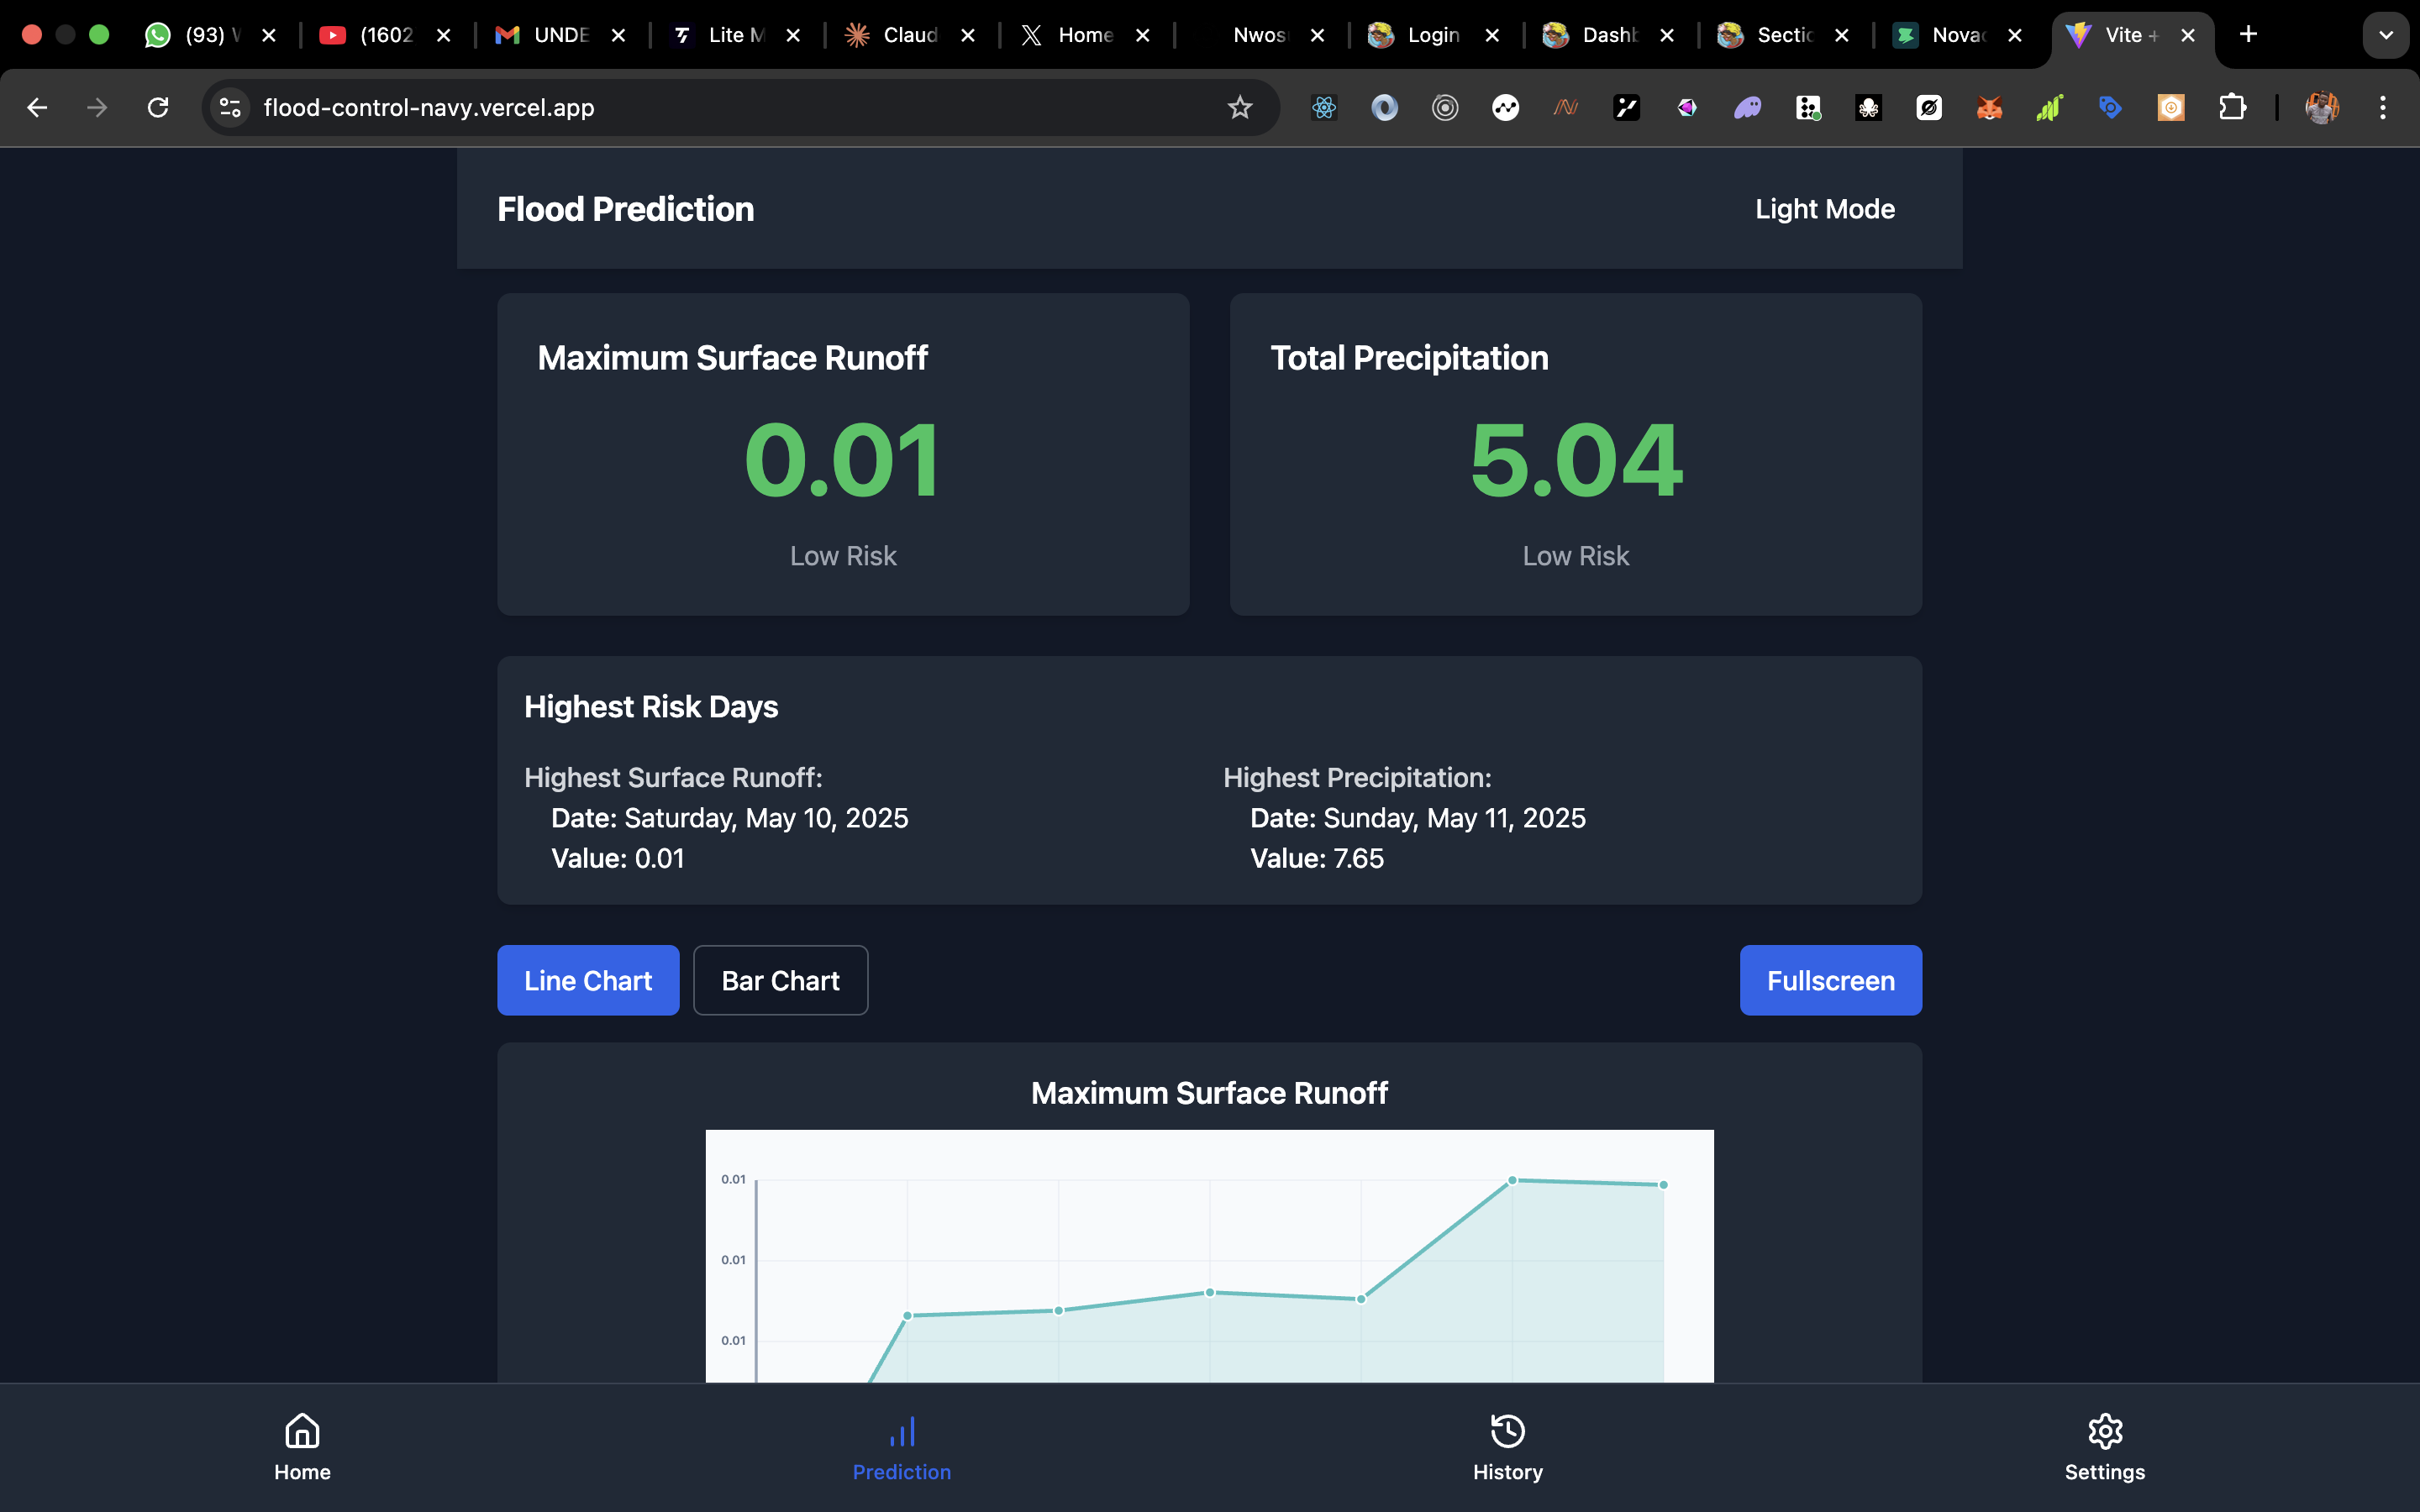 (93) W
(1602
UNDE
Lite M
Claud
Home
Nwos
Login
Dashb
Sectic
Novac
Vite +
flood-control-navy.vercel.app
Flood Prediction
Light Mode
Maximum Surface Runoff
0.01
Low Risk
Total Precipitation
5.04
Low Risk
Highest Risk Days
Highest Surface Runoff:
Date: Saturday, May 10, 2025
Value: 0.01
Highest Precipitation:
Date: Sunday, May 11, 2025
Value: 7.65
Line Chart
Bar Chart
Fullscreen
Maximum Surface Runoff
0.01
0.01
0.01
Home
Prediction
History
Settings